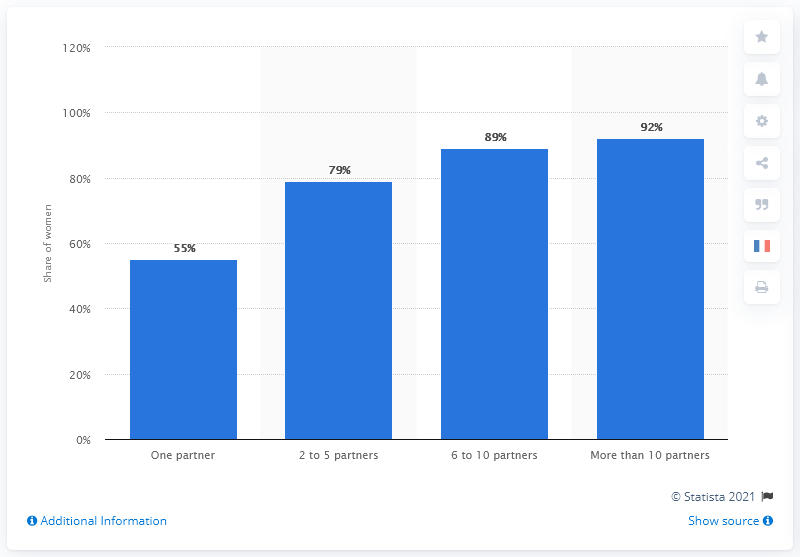 120%
100%
80%
60%
40%
20%
0%
Share of women
55%
79%
89%
92%
One partner
2 to 5 partners
6 to 10 partners
More than 10 partners
© Statista 2021
Additional Information
Show source